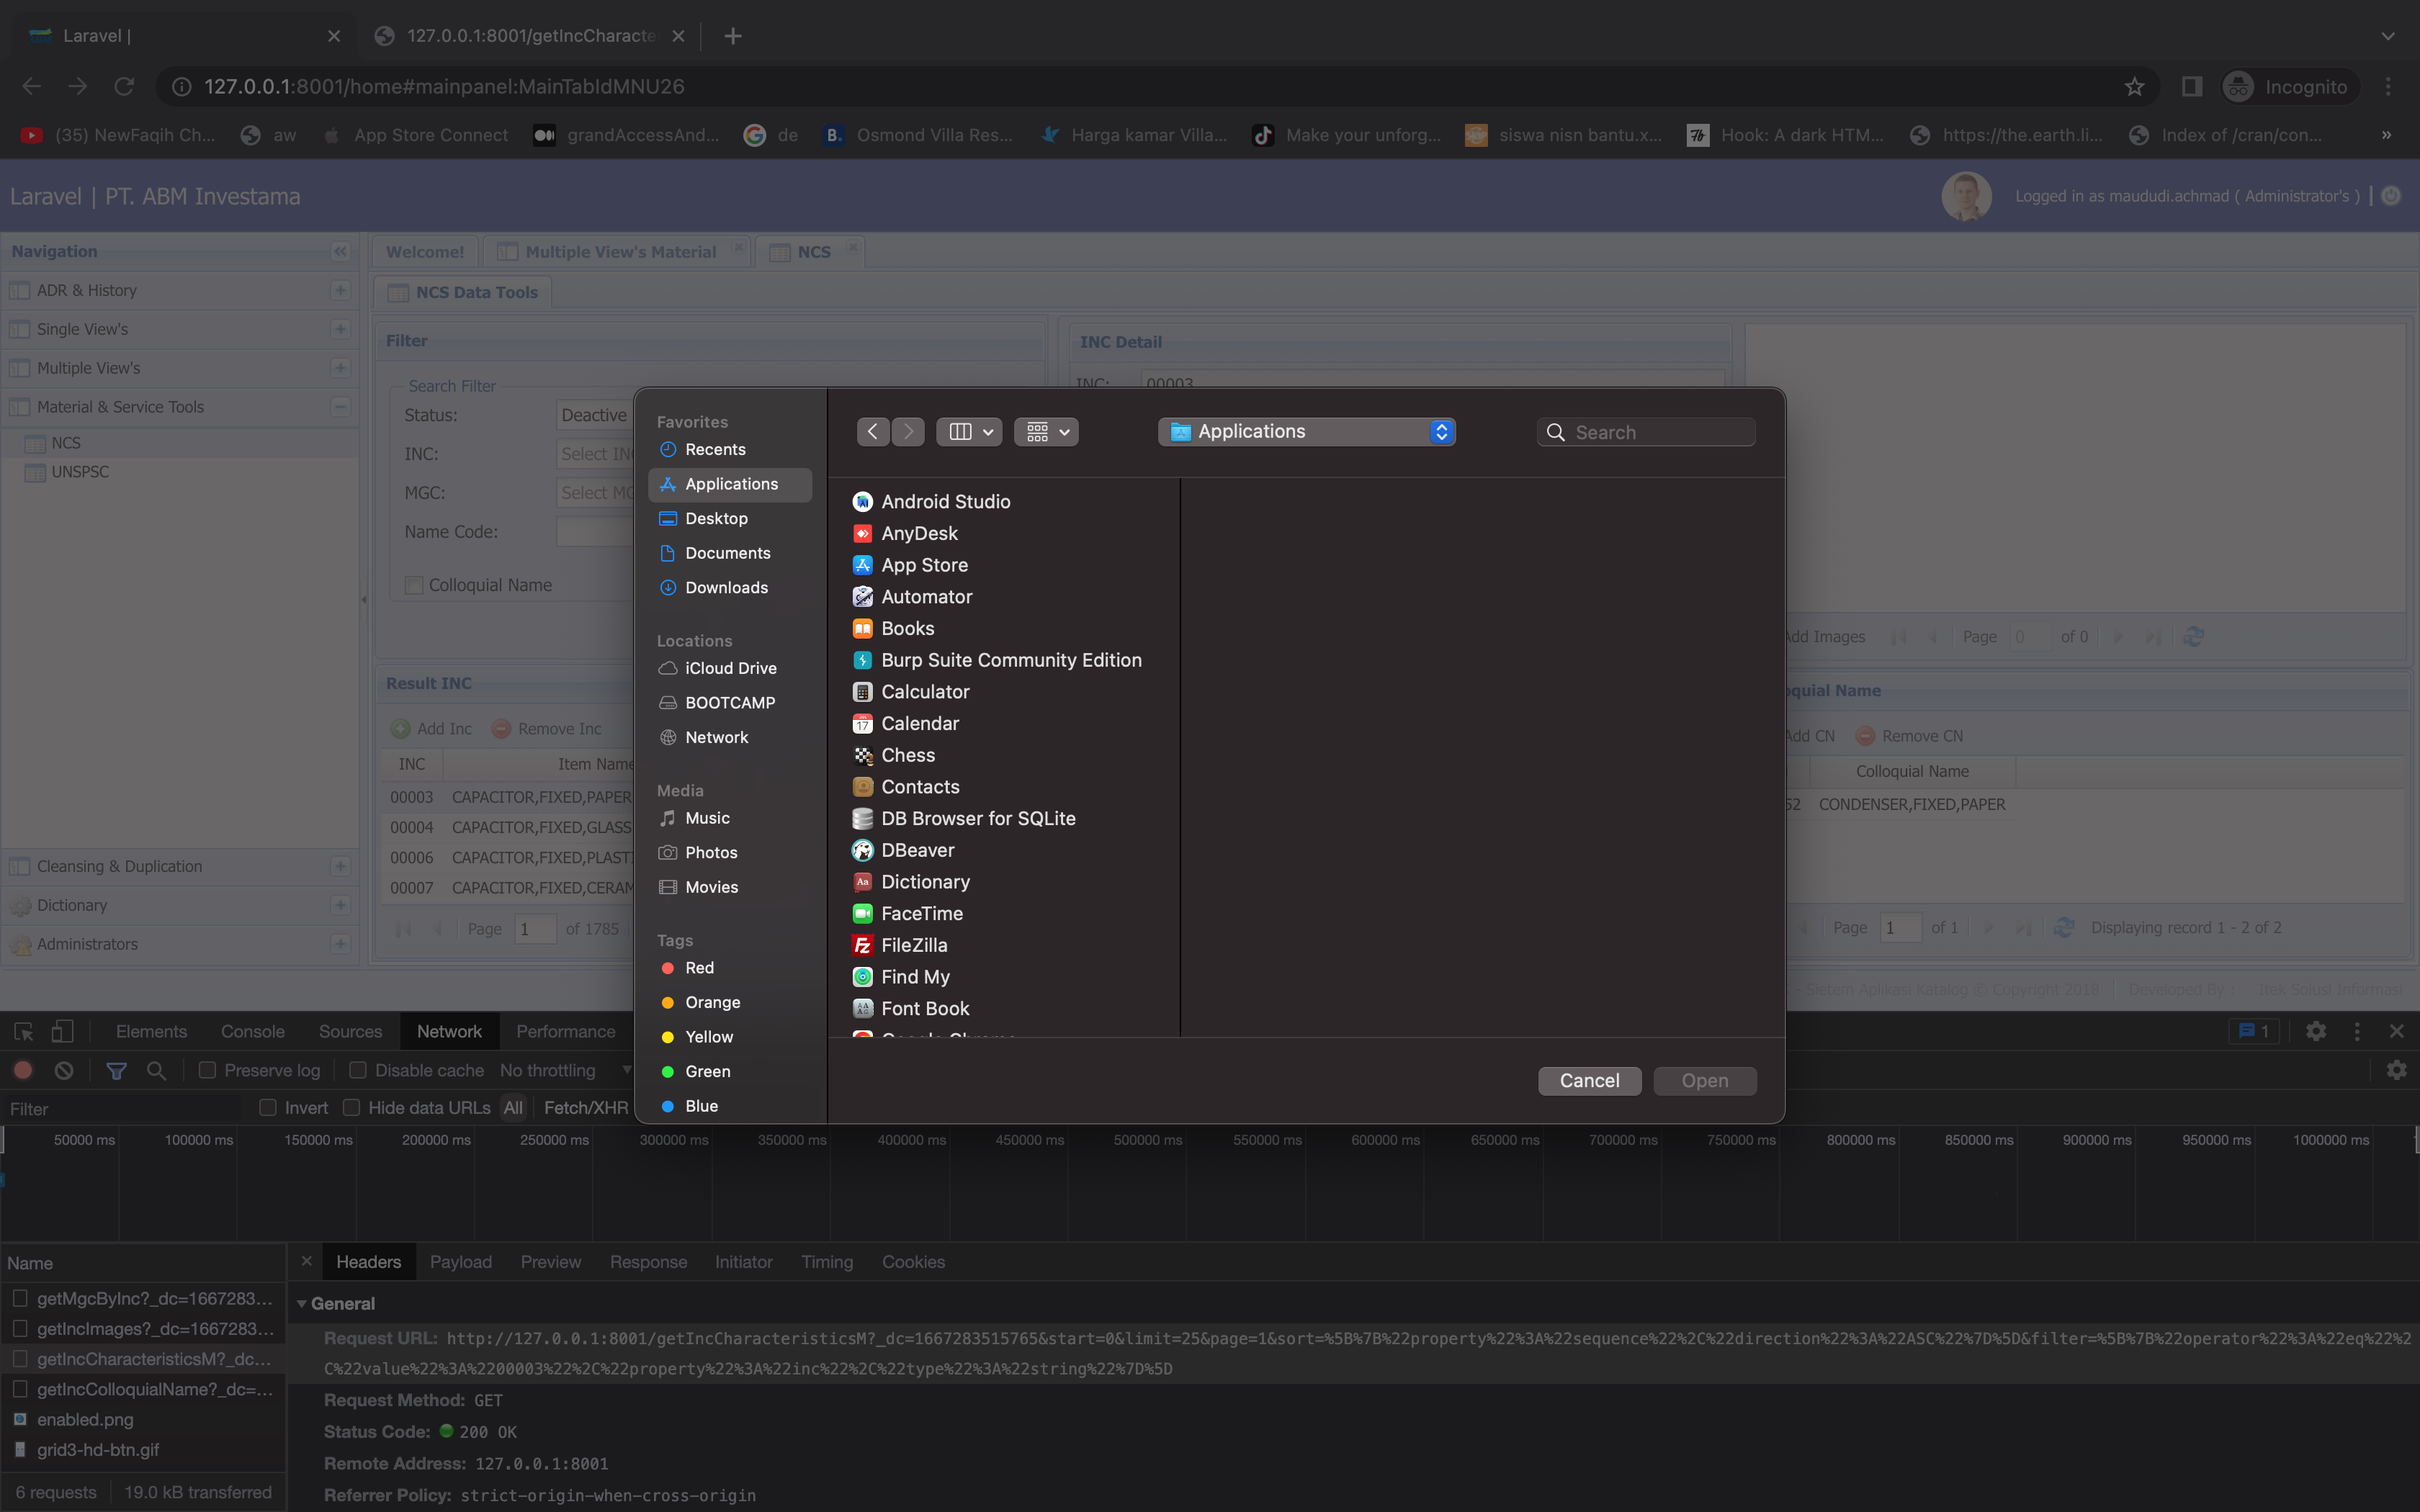 Laravel |
127.0.0.1:8001/getIncCharacte
127.0.0.1:8001/home#mainpanel:MainTabIdMNU26
Incognito
(35) NewFaqih Ch...
aw
App Store Connect
grandAccessAnd...
de
Osmond Villa Res...
Harga kamar Villa...
Make your unforg...
siswa nisn bantu.x...
Hook: A dark HTM...
https://the.earth.li...
Index of /cran/con...
»
Laravel | PT. ABM Investama
Logged in as maududi.achmad ( Administrator's ) |
Navigation
ADR & History
Single View's
Multiple View's
Material & Service Tools
NCS
UNSPSC
Cleansing & Duplication
Dictionary
Administrators
Welcome!
Multiple View's Material
NCS
NCS Data Tools
Filter
Search Filter
Status:
Deactive
INC:
Select
MGC:
Select
Name Code:
Colloquial Name
Result INC
Add Inc
Remove Inc
INC
Item Name
00003 CAPACITOR,FIXED,PAPER
00004 CAPACITOR,FIXED,GLASS
00006
00007
Page 1 of 1785
INC Detail
INC:
00003
Favorites
Recents
Applications
Desktop
Documents
Downloads
Locations
iCloud Drive
BOOTCAMP
Network
Media
Music
Photos
Movies
Tags
Red
Orange
Yellow
Green
Blue
Applications
Search
Android Studio
AnyDesk
App Store
Automator
Books
Burp Suite Community Edition
Calculator
Calendar
Chess
Contacts
DB Browser for SQLite
DBeaver
Dictionary
FaceTime
FileZilla
Find My
Font Book
Cancel
Open
Add Images
Page 0 of 0
Name
Add CN
Remove CN
Colloquial Name
CONDENSER,FIXED,PAPER
Page 1 of 1
Displaying record 1 - 2 of 2
- Sistem Aplikasi Katalog © Copyright 2018
Developed By :
Itek Solusi Informasi
Elements
Console
Sources
Network
Performance
1
Preserve log
Disable cache
No throttling
Filter
Invert
Hide data URLs
All
Fetch/XHR
50000 ms
100000 ms
150000 ms
200000 ms
250000 ms
300000 ms
350000 ms
400000 ms
450000 ms
500000 ms
550000 ms
600000 ms
650000 ms
700000 ms
750000 ms
800000 ms
850000 ms
900000 ms
950000 ms
1000000 ms
Name
getMgcByInc?_dc=1667283...
getIncImages?_dc=1667283...
getIncCharacteristicsM?_dc...
getIncColloquialName?_dc=...
enabled.png
grid3-hd-btn.gif
6 requests
19.0 kB transferred
Headers
Payload
Preview
Response
Initiator
Timing
Cookies
General
Request URL: http://127.0.0.1:8001/getIncCharacteristicsM?_dc=1667283515765&start=0&limit=25&page=1&sort=%5B%7B%22property%22%3A%22sequence%22%2C%22direction%22%3A%22ASC%22%7D%5D&filter=%5B%7B%22operator%22%3A%22eq%22%2
C%22value%22%3A%2200003%22%2C%22property%22%3A%22inc%22%2C%22type%22%3A%22string%22%7D%5D
Request Method: GET
Status Code: 200 OK
Remote Address: 127.0.0.1:8001
Referrer Policy: strict-origin-when-cross-origin